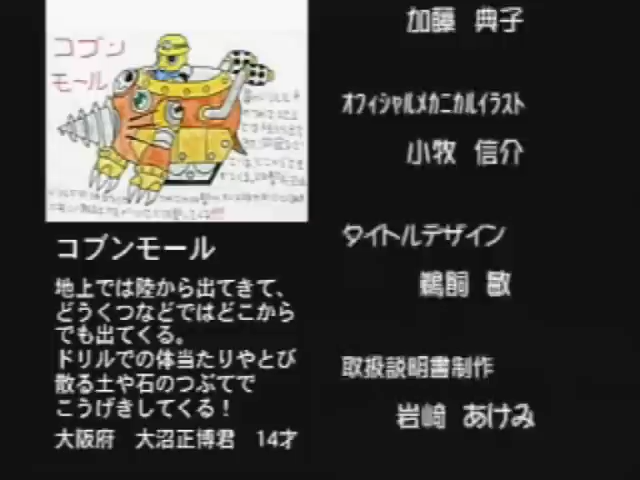 コブン
モール
コブンモール
地上では陸から出てきて、
どうくつなどではどこから
でも出てくる。
ドリルでの体当たりやとび
散る土や石のつぶてで
こうげきしてくる！
大阪府　大沼正博君　14才
加藤　典子
オフィシャルメカニカルイラスト
小牧　信介
タイトルデザイン
鵜飼　敏
取扱説明書制作
岩崎　あけみ